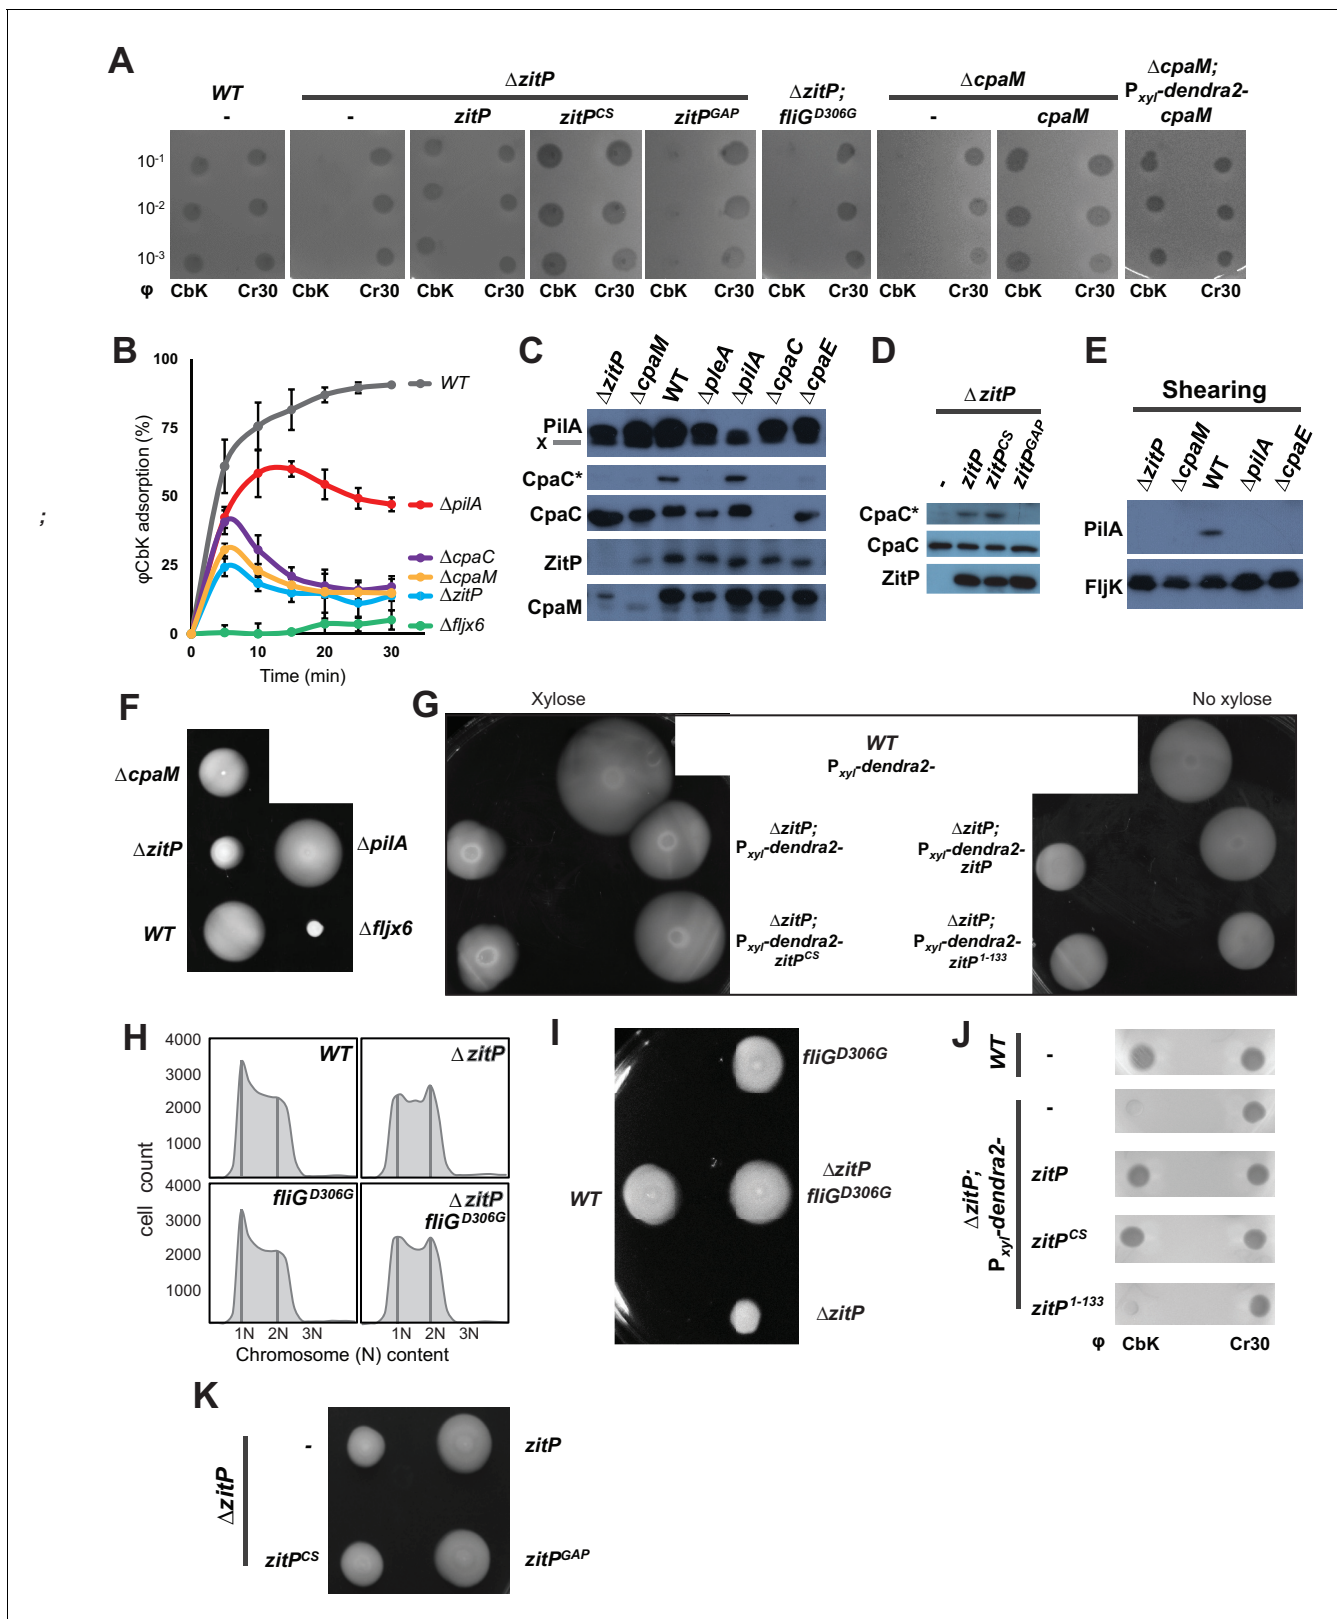 A
WT
ΔzitP
ΔzitP; fliG^D306G
ΔcpaM
ΔcpaM; Pxyl-dendra2-cpaM
- - zitP zitP^CS zitP^GAP - cpaM
10-1
10-2
10-3
φ CbK Cr30 CbK Cr30 CbK Cr30 CbK Cr30 CbK Cr30 CbK Cr30 CbK Cr30 CbK Cr30 CbK Cr30
B
φCbK adsorption (%)
100
75
50
25
0
0 10 20 30
Time (min)
WT
ΔpilA
ΔcpaC
ΔcpaM
ΔzitP
Δfljx6
;
C
ΔzitP ΔcpaM WT ΔpleA ΔpilA ΔcpaC ΔcpaE
PilA
x
CpaC*
CpaC
ZitP
CpaM
D
ΔzitP
- zitP zitP^CS zitP^GAP
CpaC*
CpaC
ZitP
E
Shearing
ΔzitP ΔcpaM WT ΔpilA ΔcpaE
PilA
FljK
F
ΔcpaM
ΔzitP
ΔpilA
WT
Δfljx6
G
Xylose
No xylose
WT
Pxyl-dendra2-
ΔzitP;
Pxyl-dendra2-
ΔzitP;
Pxyl-dendra2-
zitP
ΔzitP;
Pxyl-dendra2-
zitP^CS
ΔzitP;
Pxyl-dendra2-
zitP^1-133
H
cell count
4000
3000
2000
1000
4000
3000
2000
1000
WT
ΔzitP
fliG^D306G
ΔzitP
fliG^D306G
1N 2N 3N 1N 2N 3N
Chromosome (N) content
I
fliG^D306G
WT
ΔzitP
fliG^D306G
ΔzitP
J
WT
-
ΔzitP;
Pxyl-dendra2-
-
zitP
zitP^CS
zitP^1-133
φ CbK Cr30
K
ΔzitP
-
zitP
zitP^CS
zitP^GAP